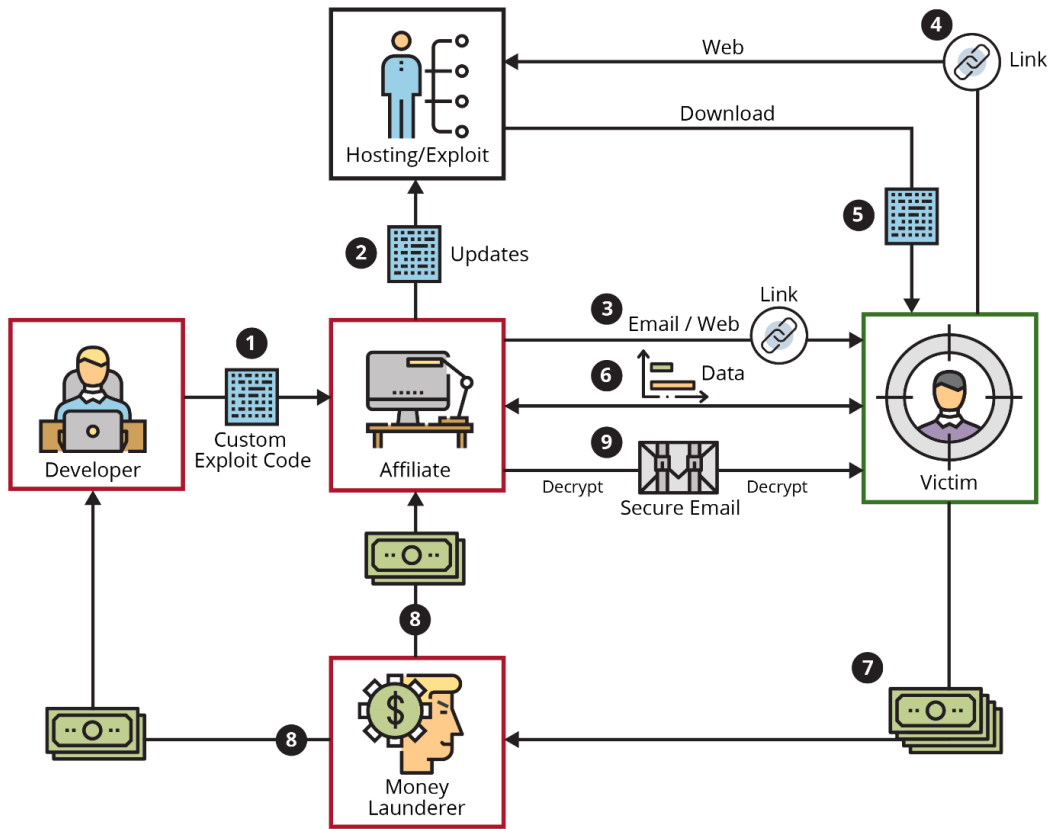 4
Web
Link
Download
Hosting/Exploit
5
2
Updates
Link
3
Email / Web
1
6
Data
Custom
Exploit Code
Developer
Affiliate
9
Decrypt
Decrypt
Secure Email
Victim
8
7
8
$
Money
Launderer